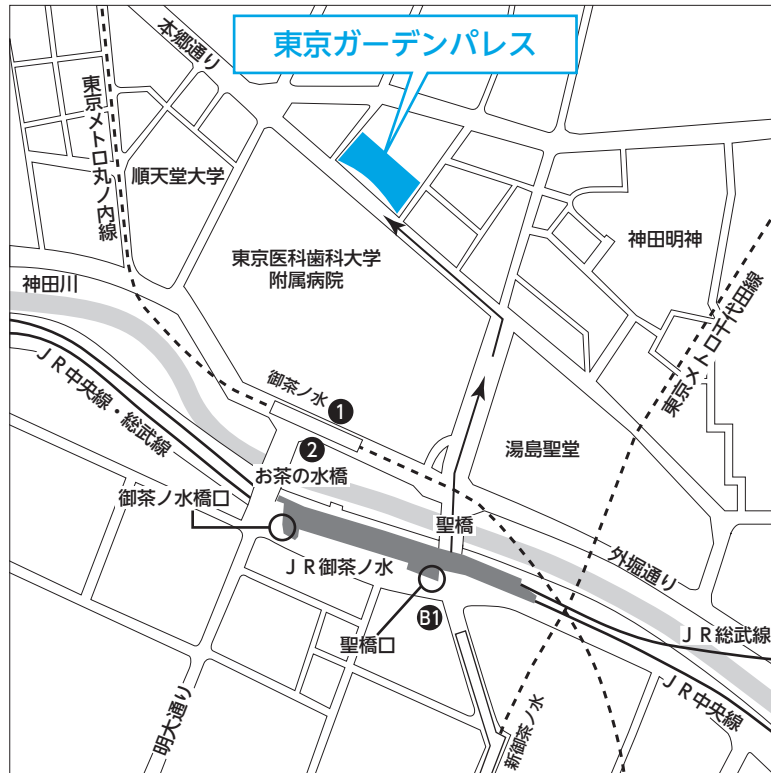 本郷通り
東京ガーデンパレス
東京メトロ丸ノ内線
順天堂大学
東京医科歯科大学
附属病院
神田明神
神田川
東京メトロ千代田線
JR中央線・総武線
御茶ノ水
1
2
湯島聖堂
お茶の水橋
御茶ノ水橋口
聖橋
外堀通り
JR御茶ノ水
B1
聖橋口
JR総武線
JR中央線
明大通り
新御茶ノ水